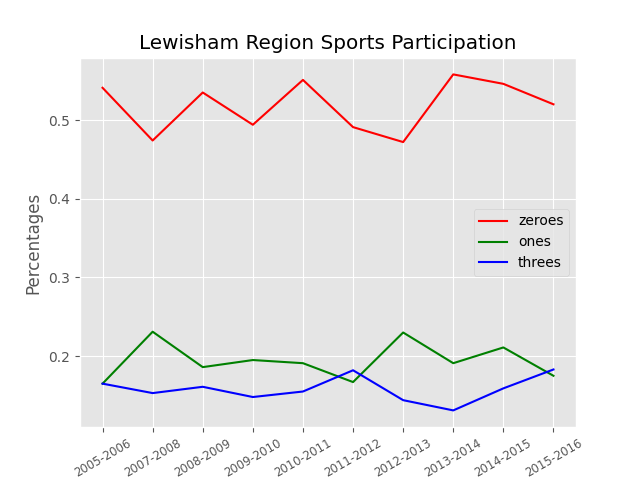 Lewisham Region Sports Participation
Percentages
0.5
0.4
0.3
0.2
zeroes
ones
threes
2005-2006
2007-2008
2008-2009
2009-2010
2010-2011
2011-2012
2012-2013
2013-2014
2014-2015
2015-2016